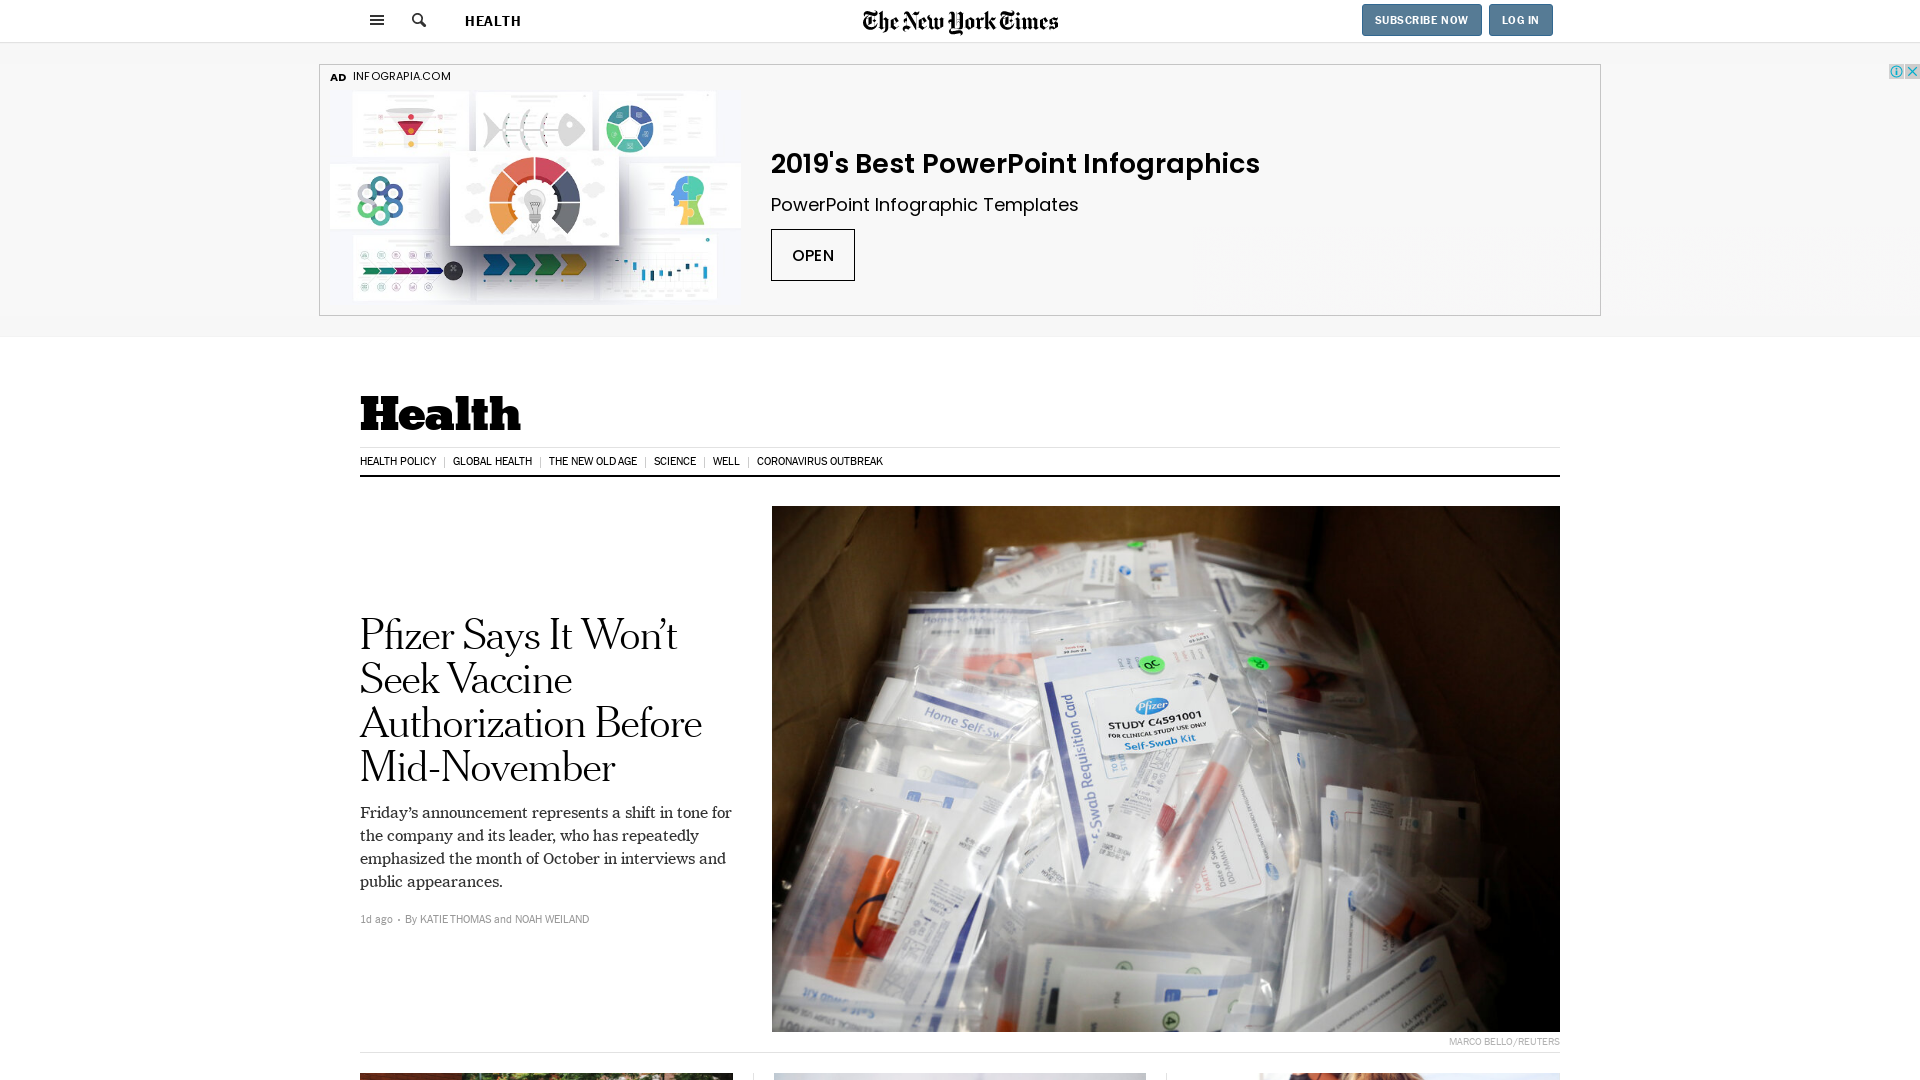 HEALTH
The New York Times
SUBSCRIBE NOW
LOG IN
AD INFOGRAPIA.COM
2019's Best PowerPoint Infographics
PowerPoint Infographic Templates
OPEN
Health
HEALTH POLICY
GLOBAL HEALTH
THE NEW OLD AGE
SCIENCE
WELL
CORONAVIRUS OUTBREAK
Pfizer Says It Won’t
Seek Vaccine
Authorization Before
Mid-November
Friday’s announcement represents a shift in tone for
the company and its leader, who has repeatedly
emphasized the month of October in interviews and
public appearances.
1d ago • By KATIE THOMAS and NOAH WEILAND
QC
Pfizer
STUDY C4591001
FOR CLINICAL STUDY USE ONLY
Self-Swab Kit
-Swab Requisition Card
Home Self-Sw
MARCO BELLO/REUTERS